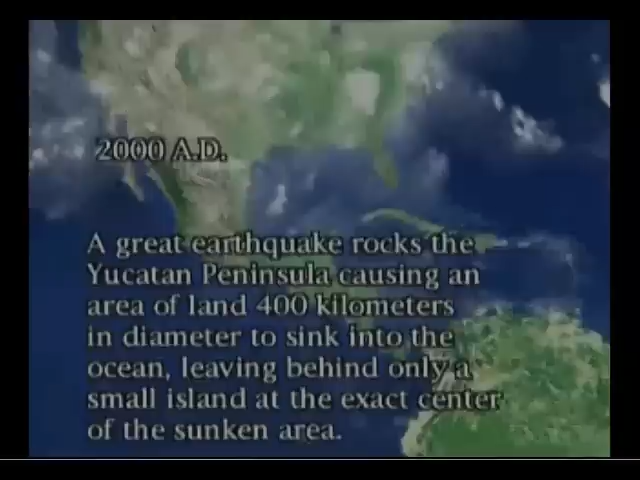 2000 A.D.
A great earthquake rocks the
Yucatan Peninsula causing an
area of land 400 kilometers
in diameter to sink into the
ocean, leaving behind only a
small island at the exact center
of the sunken area.